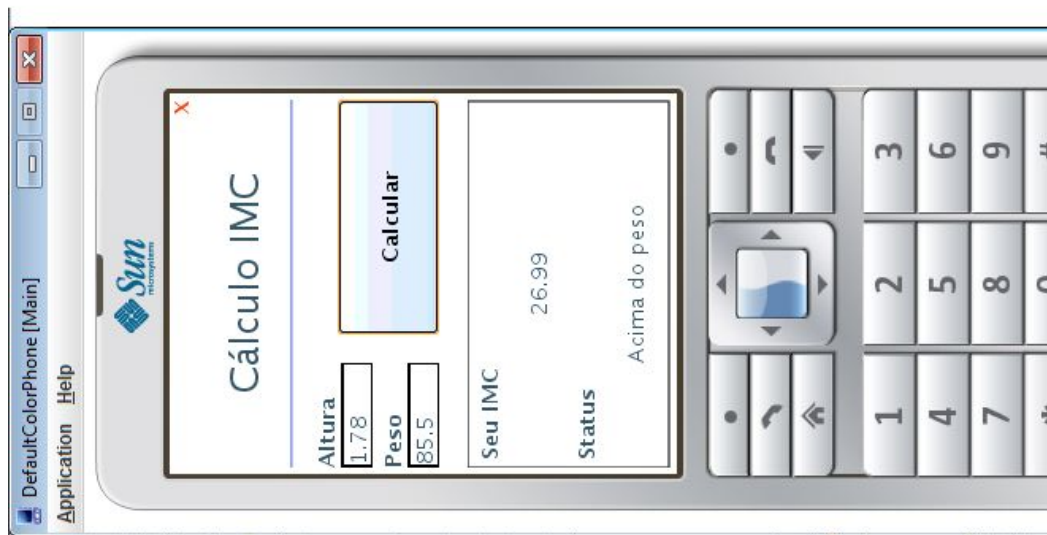 DefaultColorPhone [Main]
Application Help
Sun
microsystems
X
Cálculo IMC
Altura
1.78
Calcular
Peso
85.5
Seu IMC
26.99
Status
Acima do peso
1 2 3
4 5 6
7 8 9